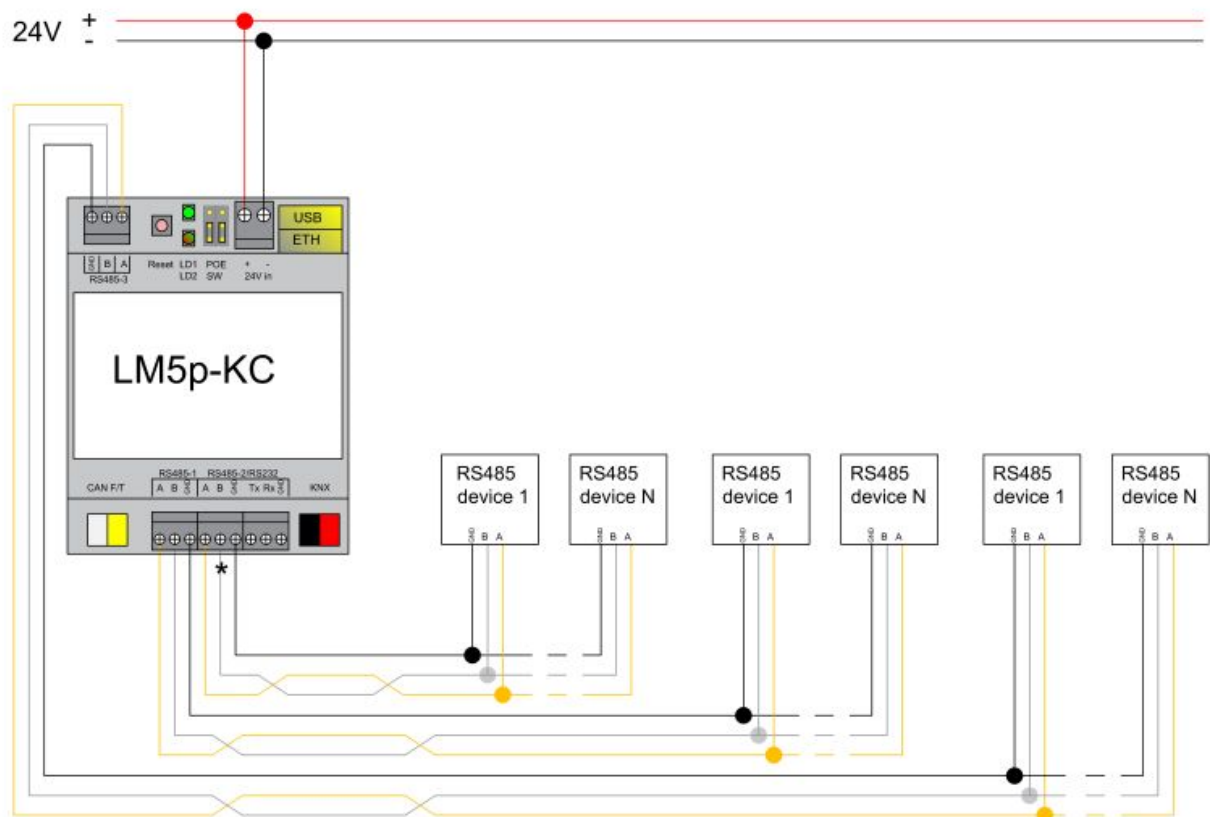 24V + -
USB
ETH
GND B A
RS485-3
Reset LD1 POE + -
LD2 SW 24V in
LM5p-KC
RS485-1 RS485-2/RS232
CAN F/T A B GND A B GND Tx Rx GND KNX
*
RS485
device 1
GND B A
RS485
device N
GND B A
RS485
device 1
GND B A
RS485
device N
GND B A
RS485
device 1
GND B A
RS485
device N
GND B A